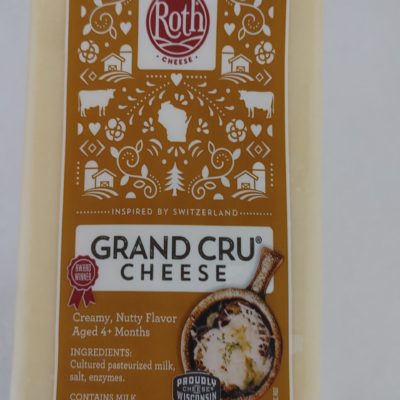 Roth
CHEESE
INSPIRED BY SWITZERLAND
GRAND CRU®
CHEESE
AWARD
WINNER
Creamy, Nutty Flavor
Aged 4+ Months
INGREDIENTS:
Cultured pasteurized milk,
salt, enzymes.
CONTAINS MILK
PROUDLY
WISCONSIN
CHEESE